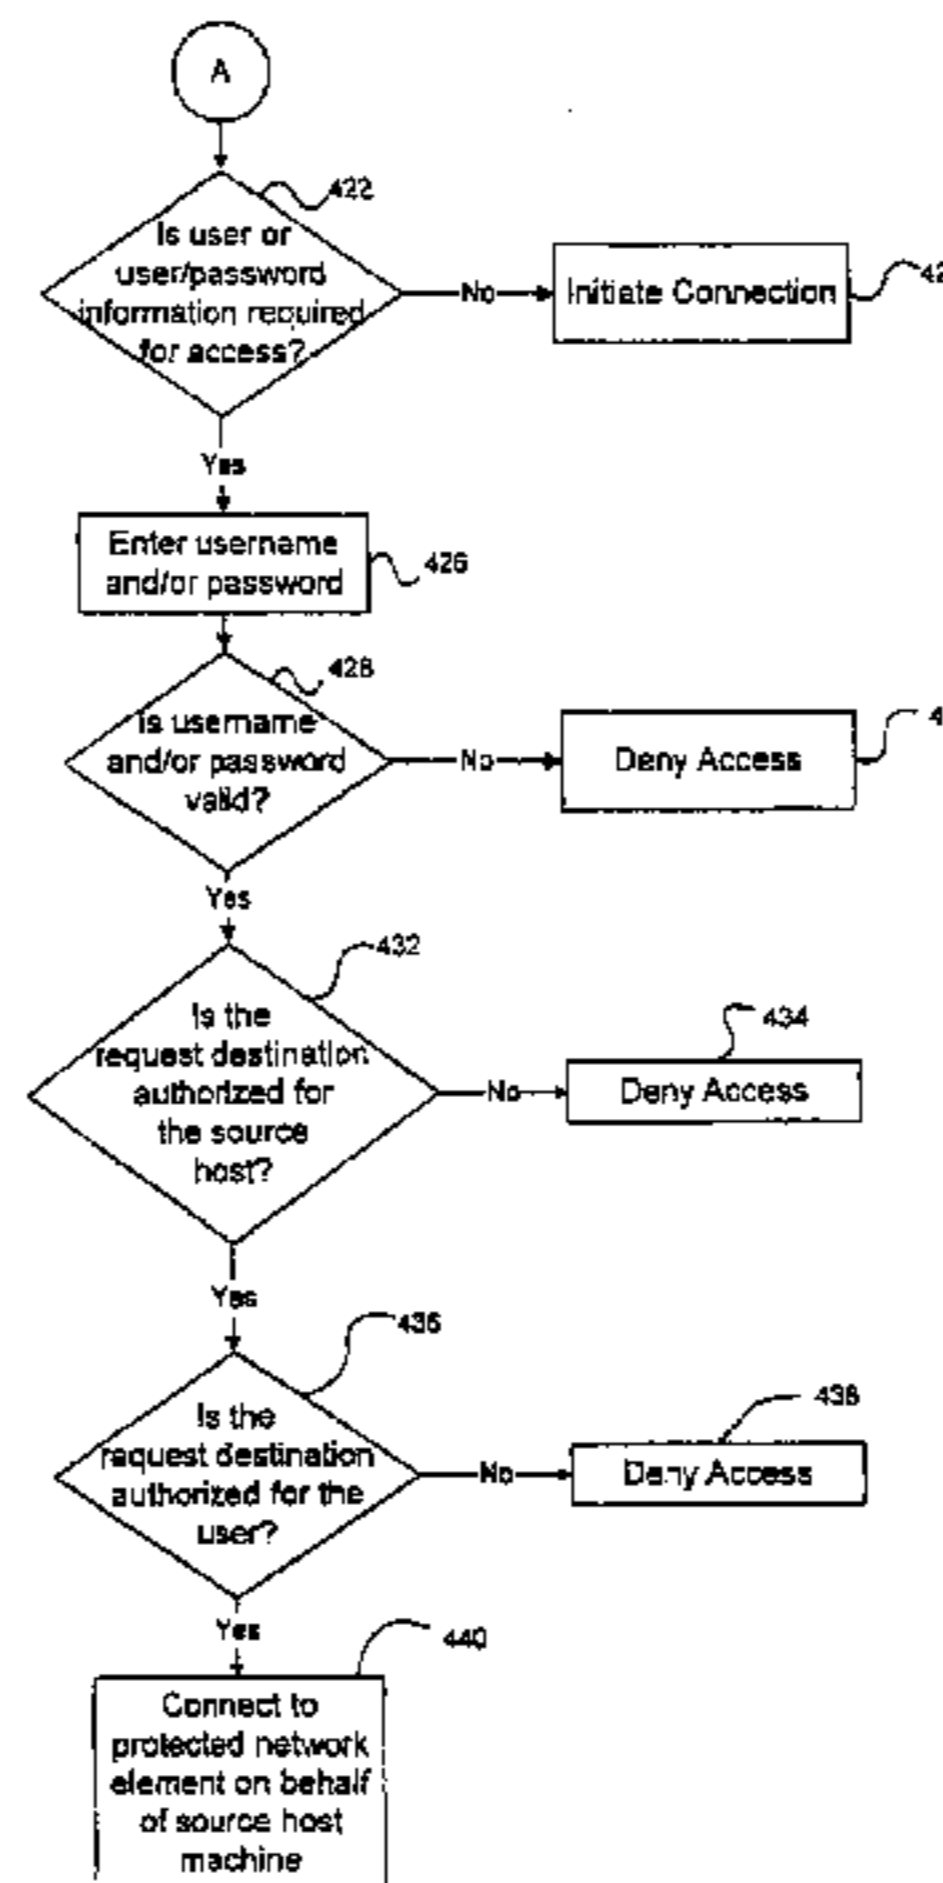 A
422
Is user or
user/password
information required
for access?
No
Initiate Connection
Yes
Enter username
and/or password
426
428
Is username
and/or password
valid?
No
Deny Access
Yes
432
Is the
request destination
authorized for
the source
host?
No
434
Deny Access
Yes
436
Is the
request destination
authorized for the
user?
No
438
Deny Access
Yes
440
Connect to
protected network
element on behalf
of source host
machine